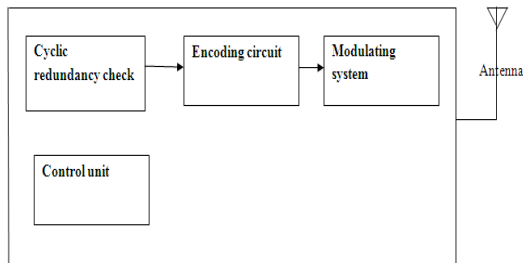 Cyclic
redundancy check
Encoding circuit
Modulating
system
Antenna
Control unit